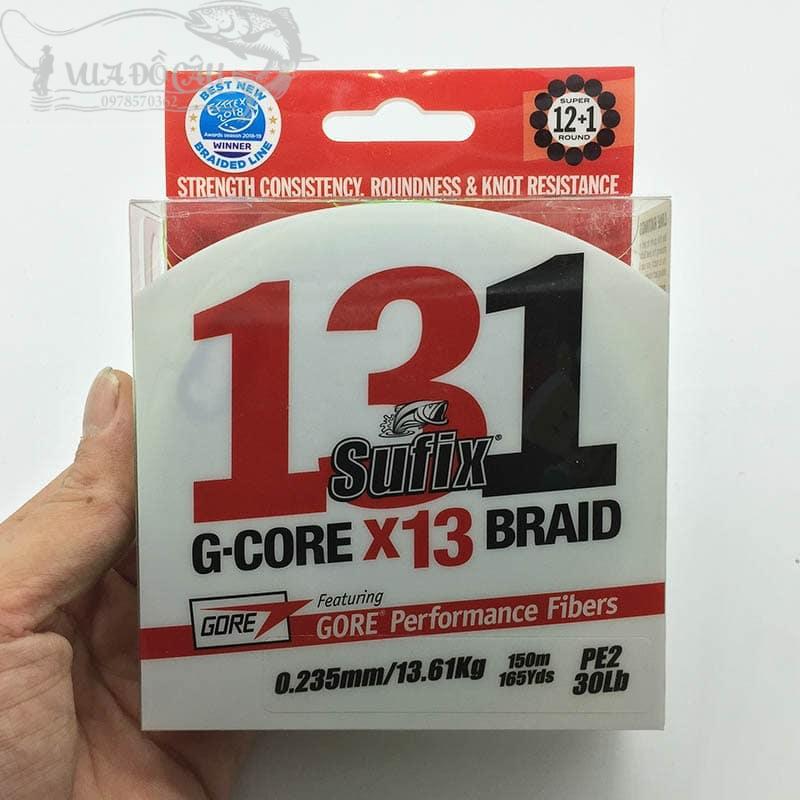 VUA ĐỒ CÂU
0978570362
BEST NEW
EFTTEX
2018
Awards season 2018-19
WINNER
BRAIDED LINE
SUPER
12+1
ROUND
STRENGTH CONSISTENCY, ROUNDNESS & KNOT RESISTANCE
131
Sufix®
G-CORE X13 BRAID
GORE
Featuring
GORE® Performance Fibers
0.235mm/13.61Kg
150m
165Yds
PE2
30Lb